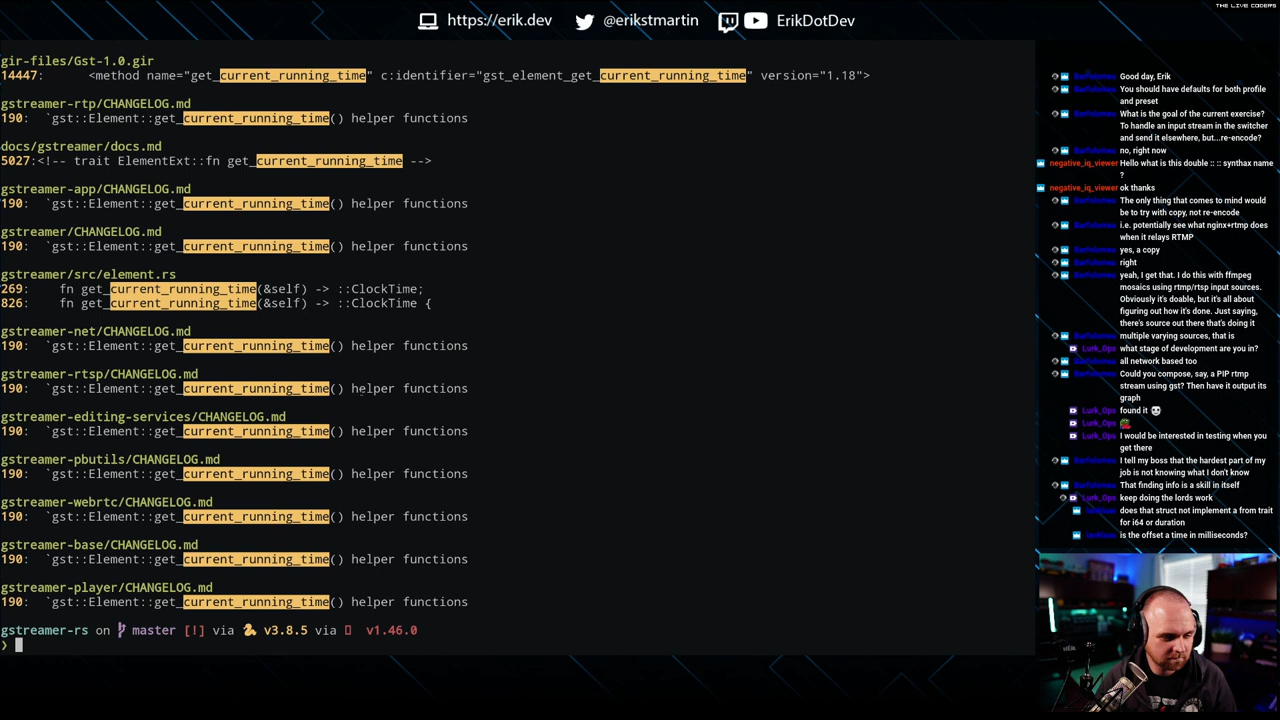 THE LIVE CODERS
https://erik.dev @erikstmartin ErikDotDev
gir-files/Gst-1.0.gir
14447: <method name="get_current_running_time" c:identifier="gst_element_get_current_running_time" version="1.18">
gstreamer-rtp/CHANGELOG.md
190: `gst::Element::get_current_running_time() helper functions
docs/gstreamer/docs.md
5027:<!-- trait ElementExt::fn get_current_running_time -->
gstreamer-app/CHANGELOG.md
190: `gst::Element::get_current_running_time() helper functions
gstreamer/CHANGELOG.md
190: `gst::Element::get_current_running_time() helper functions
gstreamer/src/element.rs
269: fn get_current_running_time(&self) -> ::ClockTime;
826: fn get_current_running_time(&self) -> ::ClockTime {
gstreamer-net/CHANGELOG.md
190: `gst::Element::get_current_running_time() helper functions
gstreamer-rtsp/CHANGELOG.md
190: `gst::Element::get_current_running_time() helper functions
gstreamer-editing-services/CHANGELOG.md
190: `gst::Element::get_current_running_time() helper functions
gstreamer-pbutils/CHANGELOG.md
190: `gst::Element::get_current_running_time() helper functions
gstreamer-webrtc/CHANGELOG.md
190: `gst::Element::get_current_running_time() helper functions
gstreamer-base/CHANGELOG.md
190: `gst::Element::get_current_running_time() helper functions
gstreamer-player/CHANGELOG.md
190: `gst::Element::get_current_running_time() helper functions
gstreamer-rs on master [!] via v3.8.5 via v1.46.0
❯
Good day, Erik
You should have defaults for both profile
and preset
What is the goal of the current exercise?
To handle an input stream in the switcher
and send it elsewhere, but...re-encode?
no, right now
negative_iq_viewer Hello what is this double :: :: synthax name
?
negative_iq_viewer ok thanks
The only thing that comes to mind would
be to try with copy, not re-encode
i.e. potentially see what nginx+rtmp does
when it relays RTMP
yes, a copy
right
yeah, I get that. I do this with ffmpeg
mosaics using rtmp/rtsp input sources.
Obviously it's doable, but it's all about
figuring out how it's done. Just saying,
there's source out there that's doing it
multiple varying sources, that is
Lurk_Ops what stage of development are you in?
all network based too
Could you compose, say, a PIP rtmp
stream using gst? Then have it output its
graph
Lurk_Ops found it
Lurk_Ops
Lurk_Ops I would be interested in testing when you
get there
I tell my boss that the hardest part of my
job is not knowing what I don't know
That finding info is a skill in itself
Lurk_Ops keep doing the lords work
does that struct not implement a from trait
for i64 or duration
is the offset a time in milliseconds?